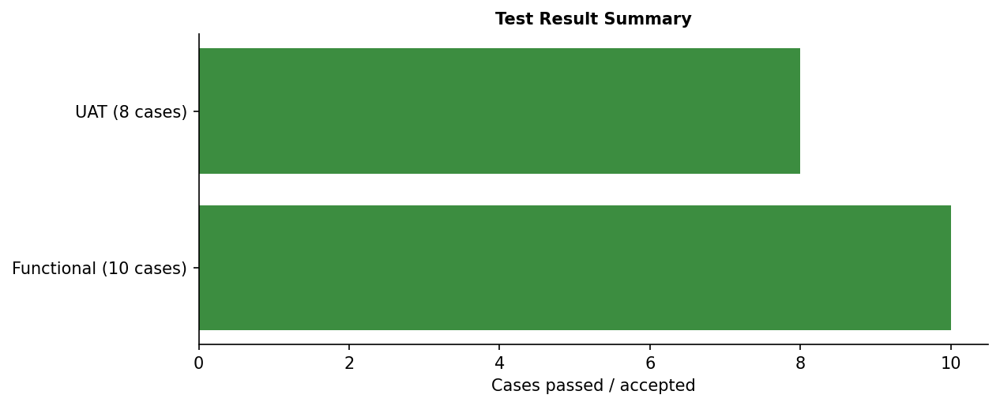 Test Result Summary
UAT (8 cases)
Functional (10 cases)
0 2 4 6 8 10
Cases passed / accepted